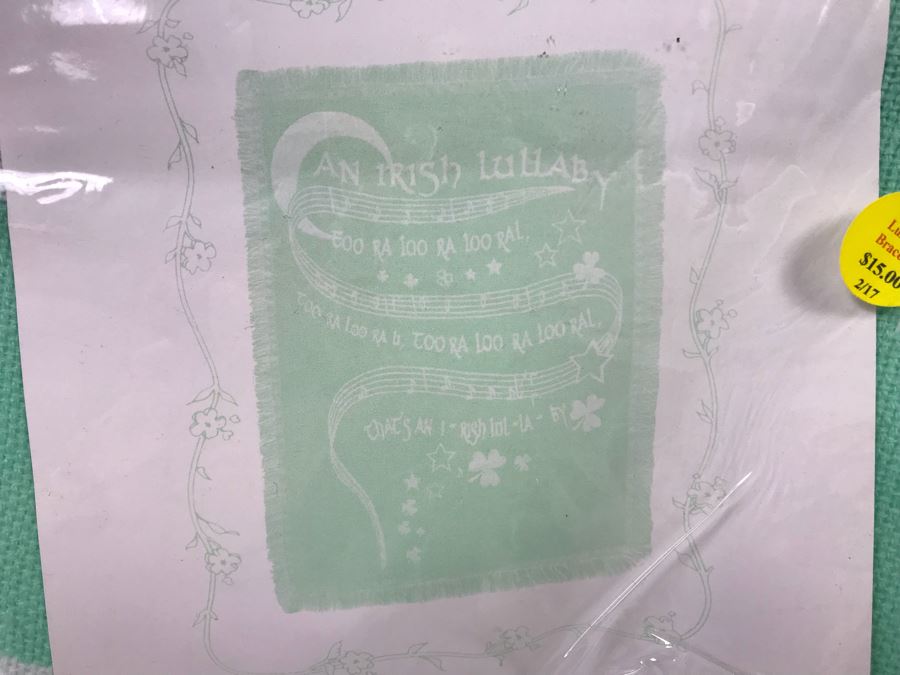 AN IRISH LULLABY
TOO RA LOO RA LOO RAL,
TOO RA LOO RA LI, TOO RA LOO RA LOO RAL,
THAT'S AN I - RISH LUL - LA - BY
$15.00
2/17